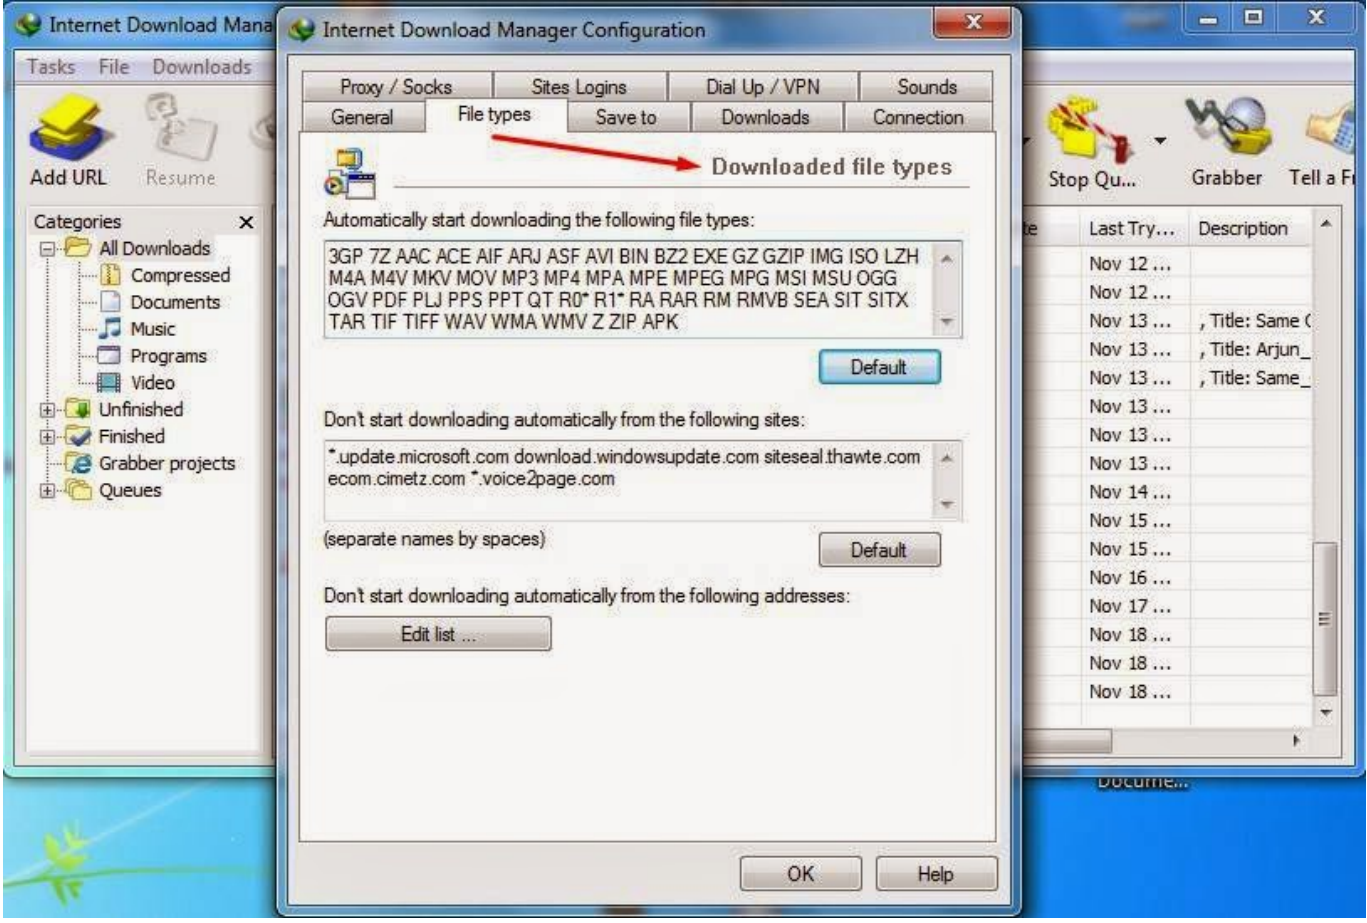 Internet Download Mana
Tasks File Downloads
Add URL
Resume
Categories X
All Downloads
Compressed
Documents
Music
Programs
Video
Unfinished
Finished
Grabber projects
Queues
Internet Download Manager Configuration
Proxy / Socks Sites Logins Dial Up / VPN Sounds
General File types Save to Downloads Connection
Downloaded file types
Automatically start downloading the following file types:
3GP 7Z AAC ACE AIF ARJ ASF AVI BIN BZ2 EXE GZ GZIP IMG ISO LZH
M4A M4V MKV MOV MP3 MP4 MPA MPE MPEG MPG MSI MSU OGG
OGV PDF PLJ PPS PPT QT R0* R1* RA RAR RM RMVB SEA SIT SITX
TAR TIF TIFF WAV WMA WMV Z ZIP APK
Default
Don't start downloading automatically from the following sites:
*.update.microsoft.com download.windowsupdate.com siteseal.thawte.com
ecom.cimetz.com *.voice2page.com
(separate names by spaces)
Default
Don't start downloading automatically from the following addresses:
Edit list ...
OK Help
Stop Qu... Grabber Tell a Fr
te Last Try... Description
Nov 12 ...
Nov 12 ...
Nov 13 ... , Title: Same
Nov 13 ... , Title: Arjun_
Nov 13 ... , Title: Same_
Nov 13 ...
Nov 13 ...
Nov 13 ...
Nov 14 ...
Nov 15 ...
Nov 15 ...
Nov 16 ...
Nov 17 ...
Nov 18 ...
Nov 18 ...
Nov 18 ...
Docume...